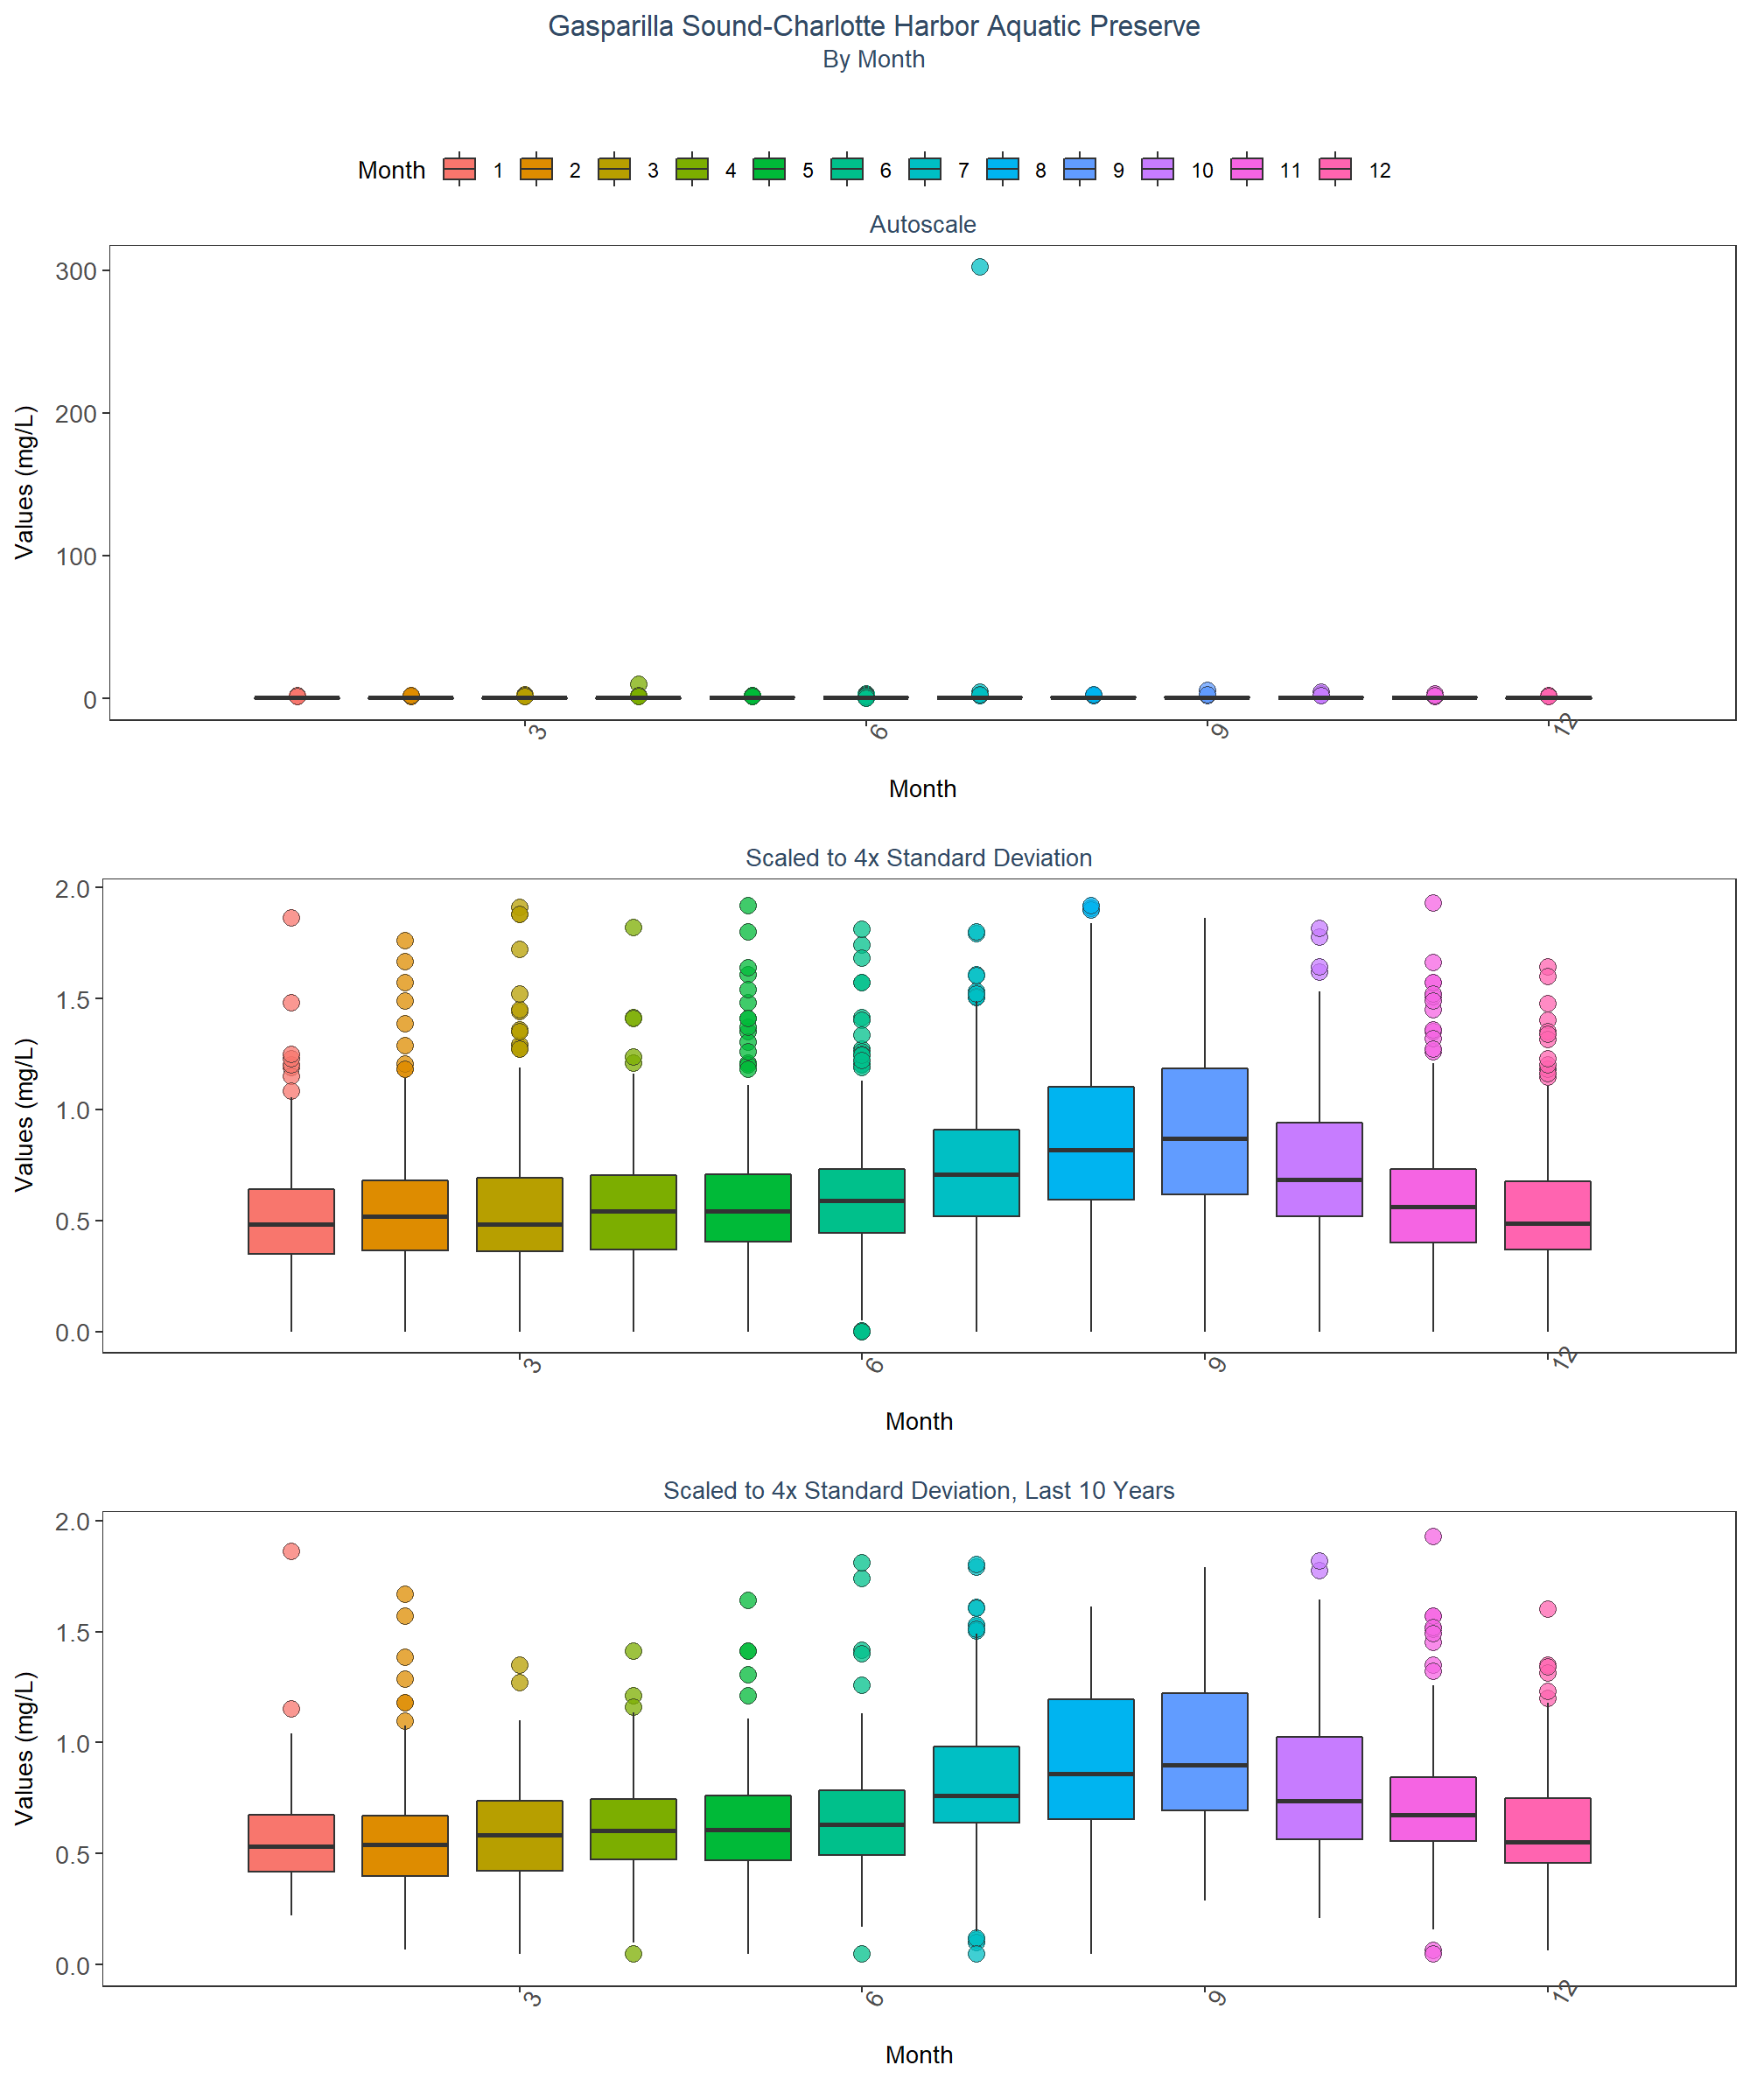 Gasparilla Sound-Charlotte Harbor Aquatic Preserve
By Month
Month 1 2 3 4 5 6 7 8 9 10 11 12
Autoscale
Values (mg/L)
300
200
100
0
3 6 9 12
Month
Scaled to 4x Standard Deviation
Values (mg/L)
2.0
1.5
1.0
0.5
0.0
3 6 9 12
Month
Scaled to 4x Standard Deviation, Last 10 Years
Values (mg/L)
2.0
1.5
1.0
0.5
0.0
3 6 9 12
Month